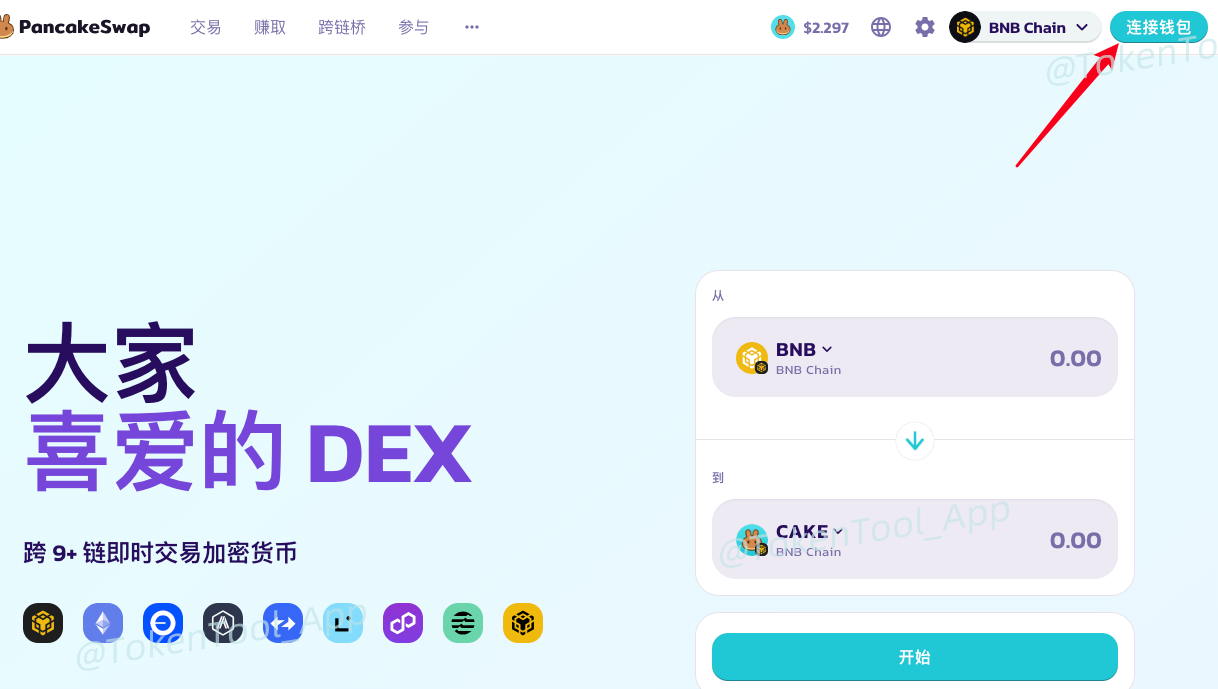 PancakeSwap 交易 赚取 跨链桥 参与 ... $2.297 BNB Chain 连接钱包
@TokenTo
大家
喜爱的 DEX
跨 9+ 链即时交易加密货币
@TokenTool_App
从
BNB
BNB Chain
0.00
到
CAKE
BNB Chain
0.00
@TokenTool_App
开始